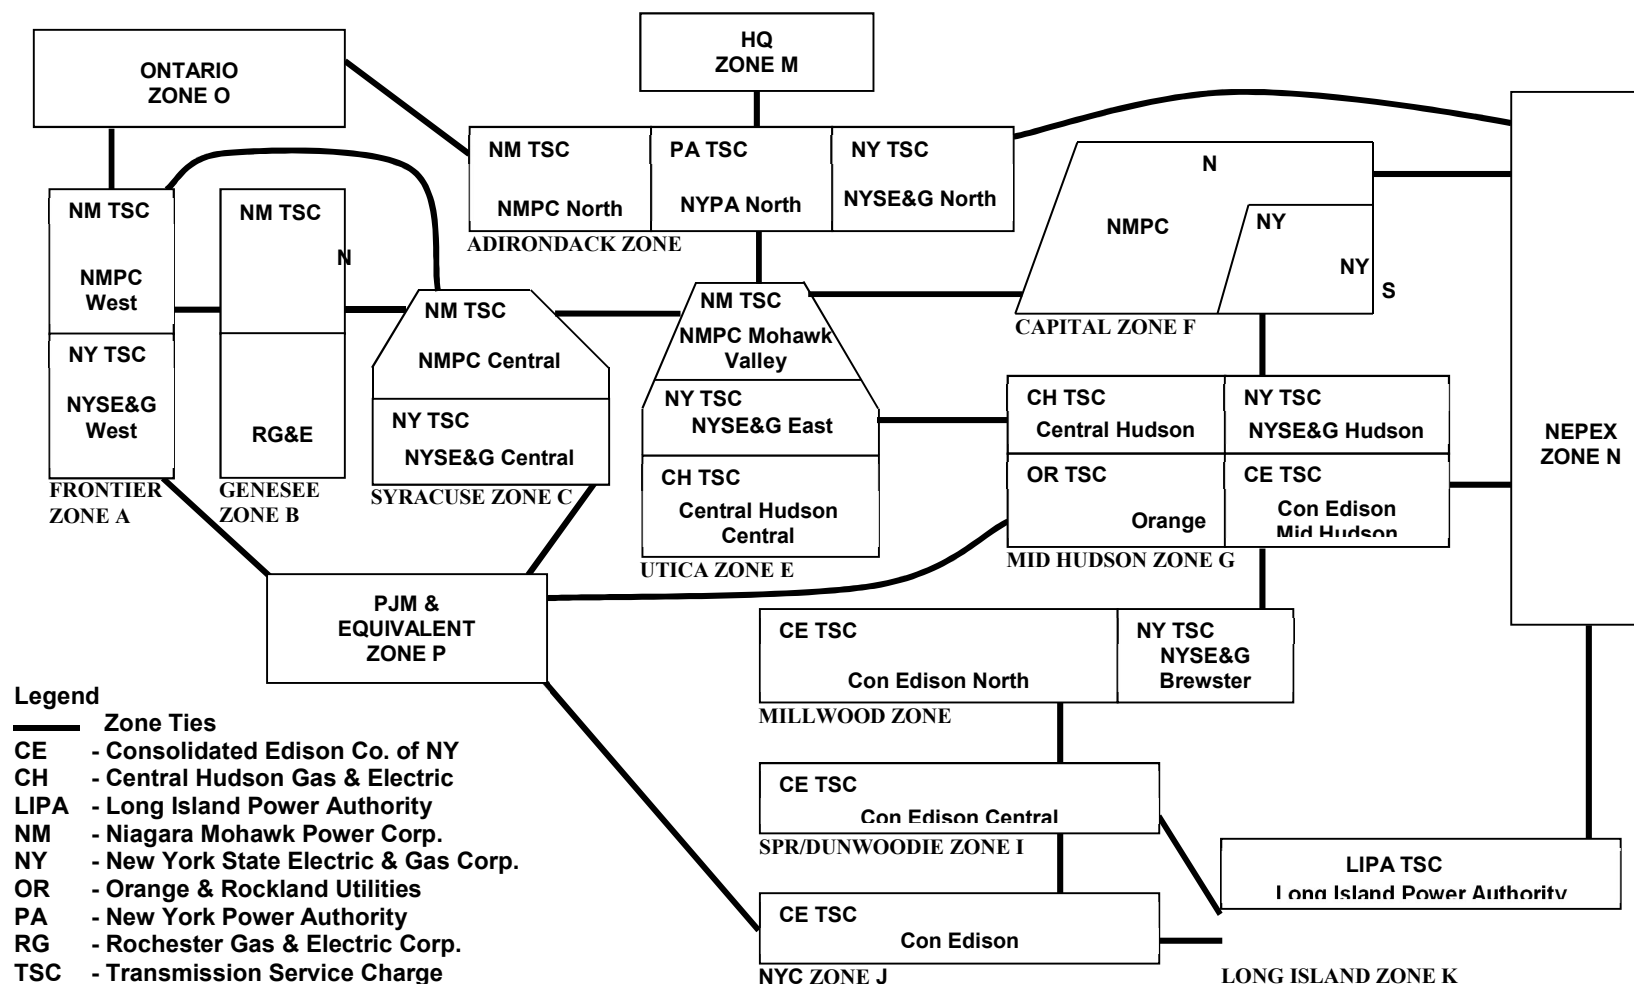 ONTARIO
ZONE O
HQ
ZONE M
NM TSC
NMPC North
PA TSC
NYPA North
NY TSC
NYSE&G North
ADIRONDACK ZONE
N
NMPC
NY
NY
S
CAPITAL ZONE F
NM TSC
NMPC
West
NY TSC
NYSE&G
West
FRONTIER
ZONE A
NM TSC
N
RG&E
GENESEE
ZONE B
NM TSC
NMPC Central
NY TSC
NYSE&G Central
SYRACUSE ZONE C
NM TSC
NMPC Mohawk
Valley
NY TSC
NYSE&G East
CH TSC
Central Hudson
Central
UTICA ZONE E
CH TSC
Central Hudson
NY TSC
NYSE&G Hudson
OR TSC
Orange
CE TSC
Con Edison
Mid Hudson
MID HUDSON ZONE G
NEPEX
ZONE N
PJM &
EQUIVALENT
ZONE P
CE TSC
Con Edison North
NY TSC
NYSE&G
Brewster
MILLWOOD ZONE
CE TSC
Con Edison Central
SPR/DUNWOODIE ZONE I
CE TSC
Con Edison
NYC ZONE J
LIPA TSC
Long Island Power Authority
LONG ISLAND ZONE K
Legend
Zone Ties
CE - Consolidated Edison Co. of NY
CH - Central Hudson Gas & Electric
LIPA - Long Island Power Authority
NM - Niagara Mohawk Power Corp.
NY - New York State Electric & Gas Corp.
OR - Orange & Rockland Utilities
PA - New York Power Authority
RG - Rochester Gas & Electric Corp.
TSC - Transmission Service Charge